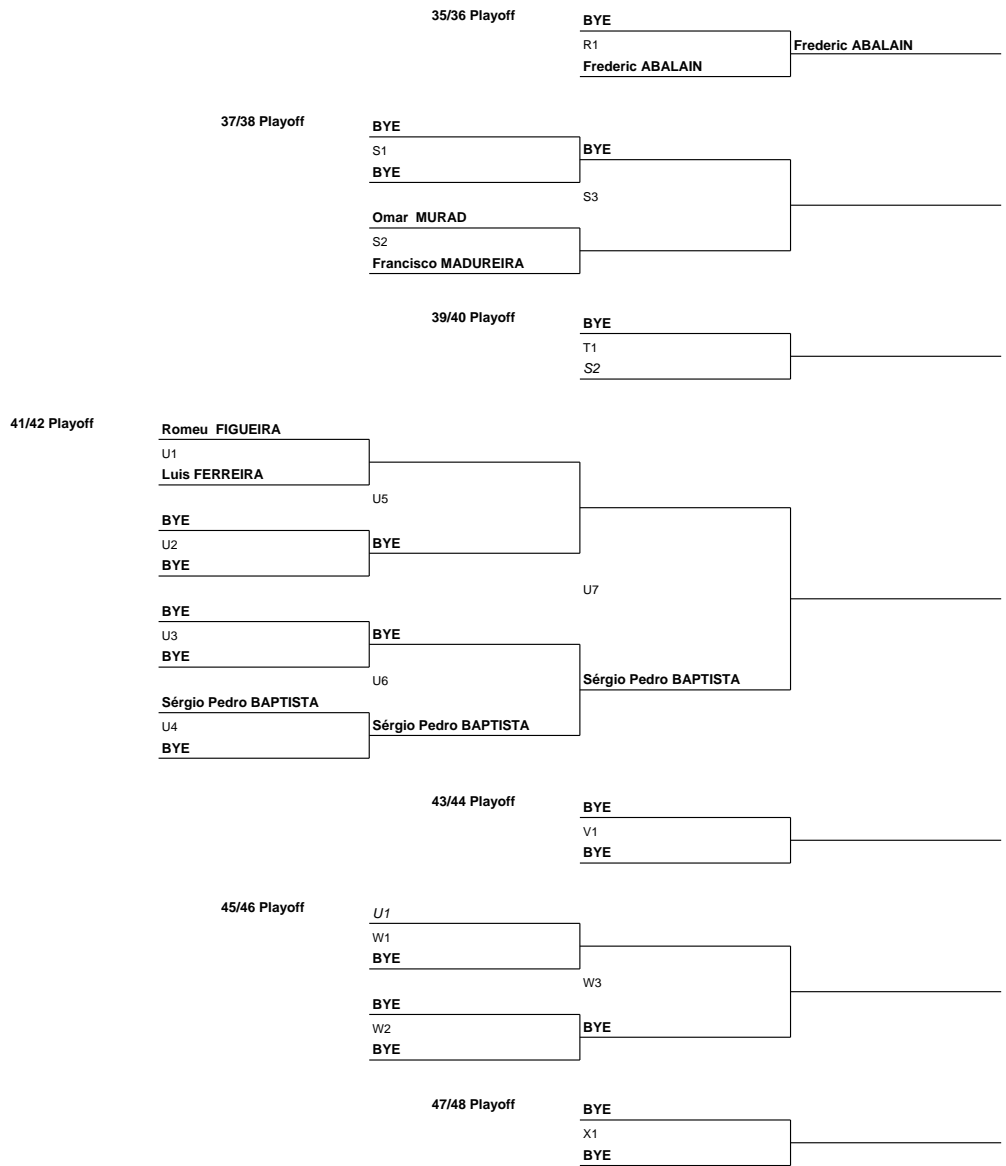 35/36 Playoff
BYE
R1
Frederic ABALAIN
Frederic ABALAIN
37/38 Playoff
BYE
S1
BYE
BYE
S3
Omar MURAD
S2
Francisco MADUREIRA
39/40 Playoff
BYE
T1
S2
41/42 Playoff
Romeu FIGUEIRA
U1
Luis FERREIRA
U5
BYE
U2
BYE
BYE
U7
BYE
U3
BYE
BYE
U6
Sérgio Pedro BAPTISTA
Sérgio Pedro BAPTISTA
U4
Sérgio Pedro BAPTISTA
BYE
43/44 Playoff
BYE
V1
BYE
45/46 Playoff
U1
W1
BYE
W3
BYE
W2
BYE
BYE
47/48 Playoff
BYE
X1
BYE